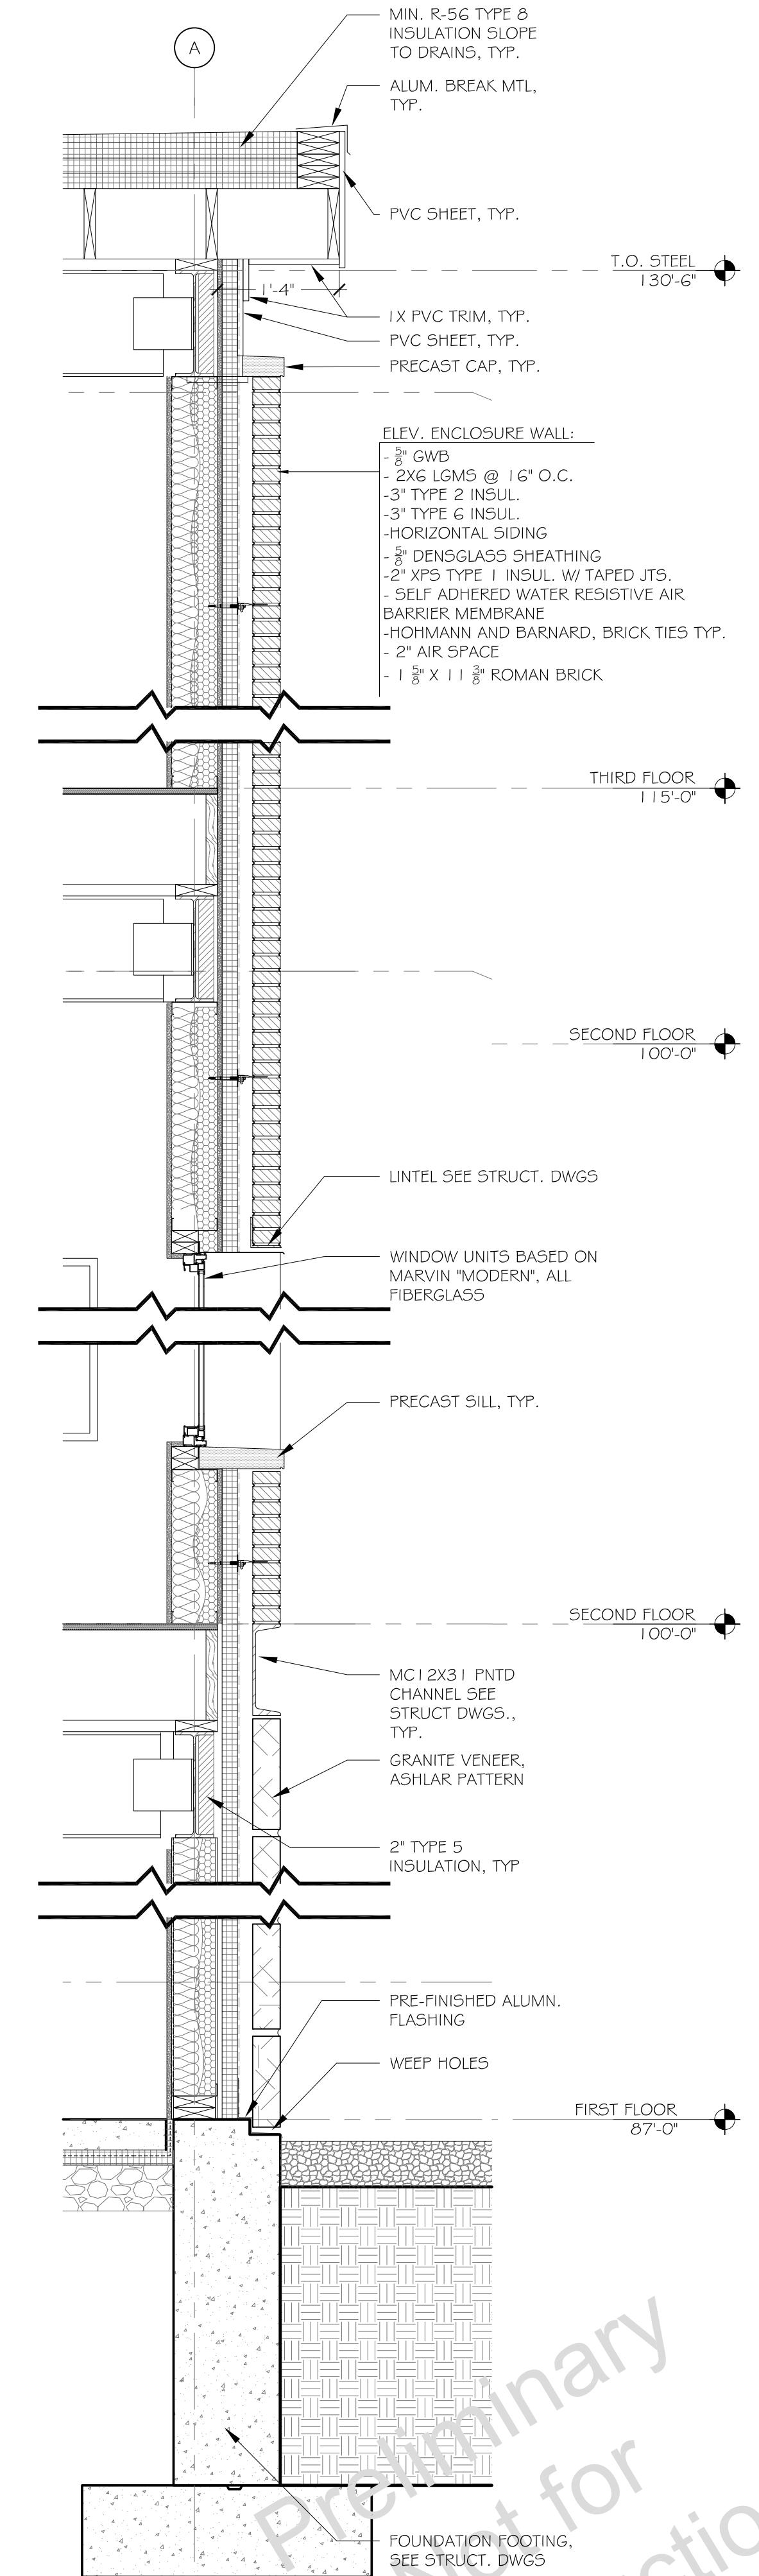 MIN. R-56 TYPE 8
INSULATION SLOPE
TO DRAINS, TYP.
A
ALUM. BREAK MTL,
TYP.
PVC SHEET, TYP.
T.O. STEEL
130'-6"
1'-4"
1X PVC TRIM, TYP.
PVC SHEET, TYP.
PRECAST CAP, TYP.
ELEV. ENCLOSURE WALL:
- 5/8" GWB
- 2X6 LGMS @ 16" O.C.
-3" TYPE 2 INSUL.
-3" TYPE 6 INSUL.
-HORIZONTAL SIDING
- 5/8" DENSGLASS SHEATHING
-2" XPS TYPE 1 INSUL. W/ TAPED JTS.
- SELF ADHERED WATER RESISTIVE AIR
BARRIER MEMBRANE
-HOHMANN AND BARNARD, BRICK TIES TYP.
- 2" AIR SPACE
- 1 5/8" X 11 3/8" ROMAN BRICK
THIRD FLOOR
115'-0"
SECOND FLOOR
100'-0"
LINTEL SEE STRUCT. DWGS
WINDOW UNITS BASED ON
MARVIN "MODERN", ALL
FIBERGLASS
PRECAST SILL, TYP.
SECOND FLOOR
100'-0"
MC12X31 PNTD
CHANNEL SEE
STRUCT DWGS.,
TYP.
GRANITE VENEER,
ASHLAR PATTERN
2" TYPE 5
INSULATION, TYP
PRE-FINISHED ALUMN.
FLASHING
WEEP HOLES
FIRST FLOOR
87'-0"
Preliminary
Not for
FOUNDATION FOOTING,
SEE STRUCT. DWGS